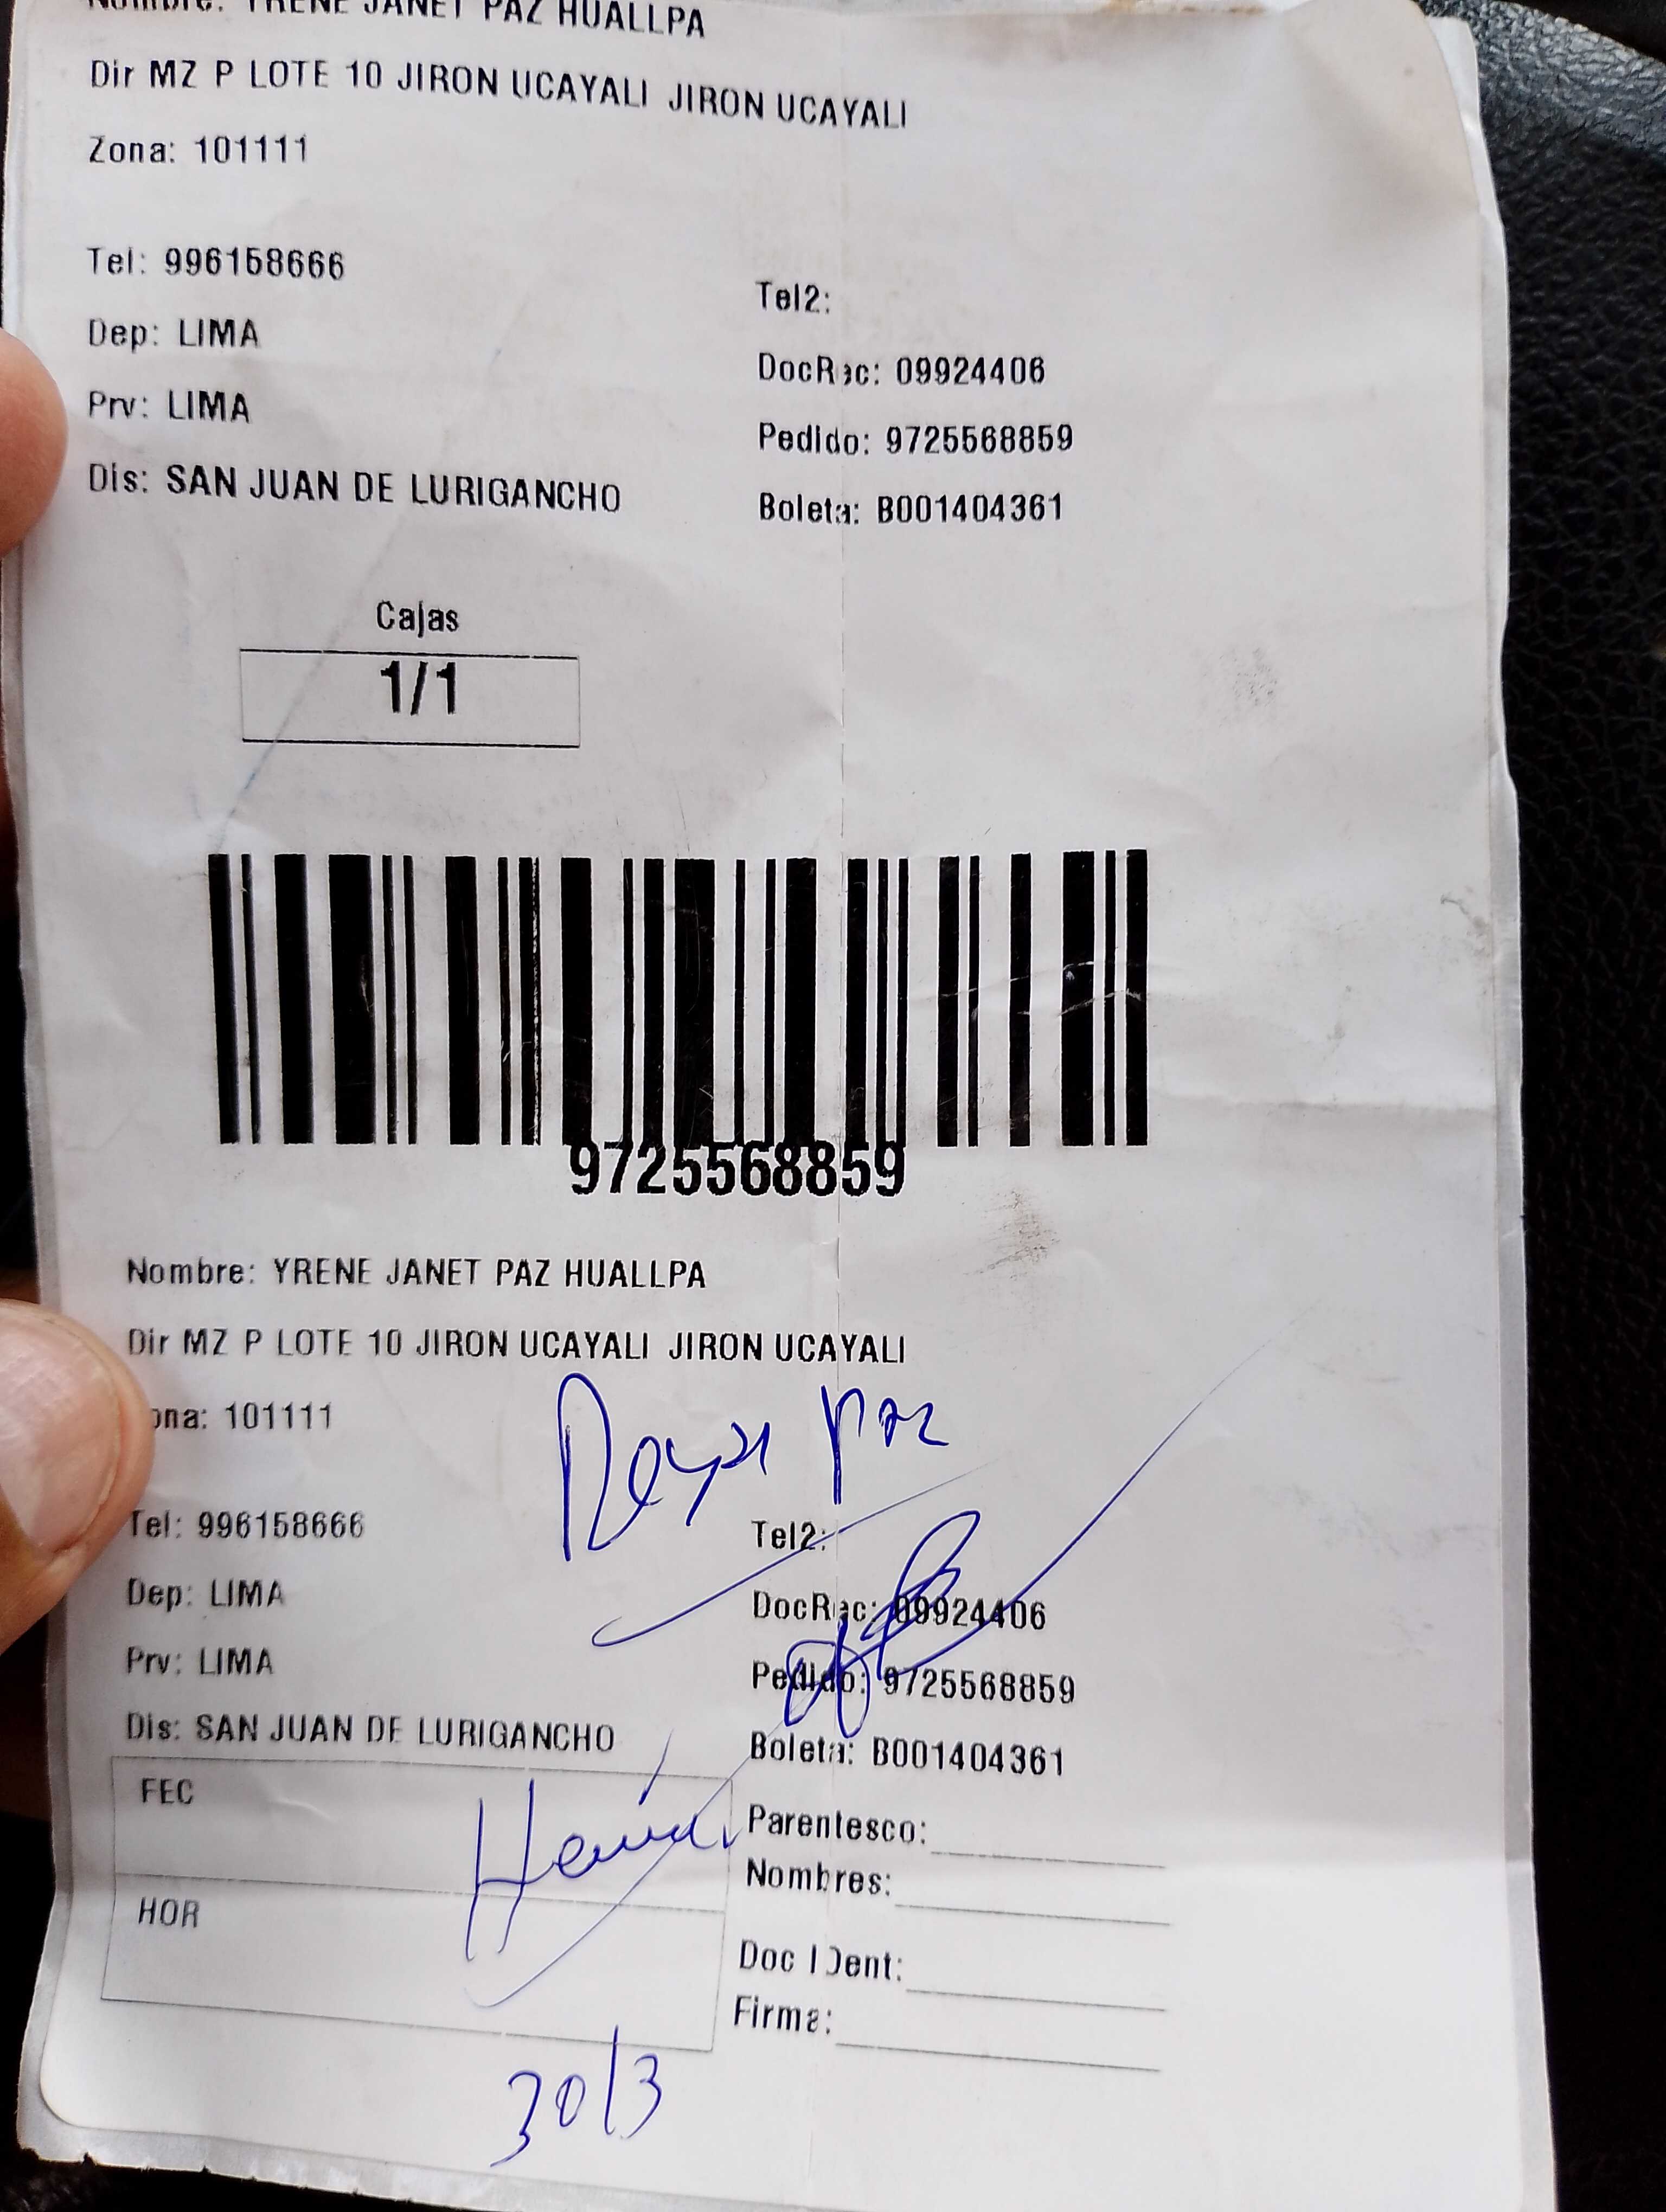 Nombre: YRENE JANET PAZ HUALLPA
Dir MZ P LOTE 10 JIRON UCAYALI JIRON UCAYALI
Zona: 101111
Tel: 996158666
Tel2:
Dep: LIMA
DocRec: 09924406
Prv: LIMA
Pedido: 9725568859
Dis: SAN JUAN DE LURIGANCHO
Boleta: B001404361
Cajas
1/1
9725568859
Nombre: YRENE JANET PAZ HUALLPA
Dir MZ P LOTE 10 JIRON UCAYALI JIRON UCAYALI
ona: 101111
Paz
Tel: 996158666
Tel2:
Dep: LIMA
DocRec: 09924406
Prv: LIMA
Pedido: 9725568859
Dis: SAN JUAN DE LURIGANCHO
Boleta: B001404361
FEC
Parentesco:
Nombres:
HOR
Doc IDent:
Firma:
30/3